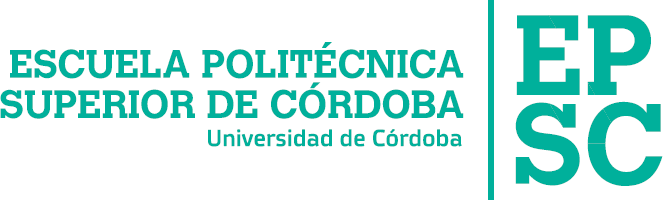 ESCUELA POLITÉCNICA
SUPERIOR DE CÓRDOBA
Universidad de Córdoba
EP
SC